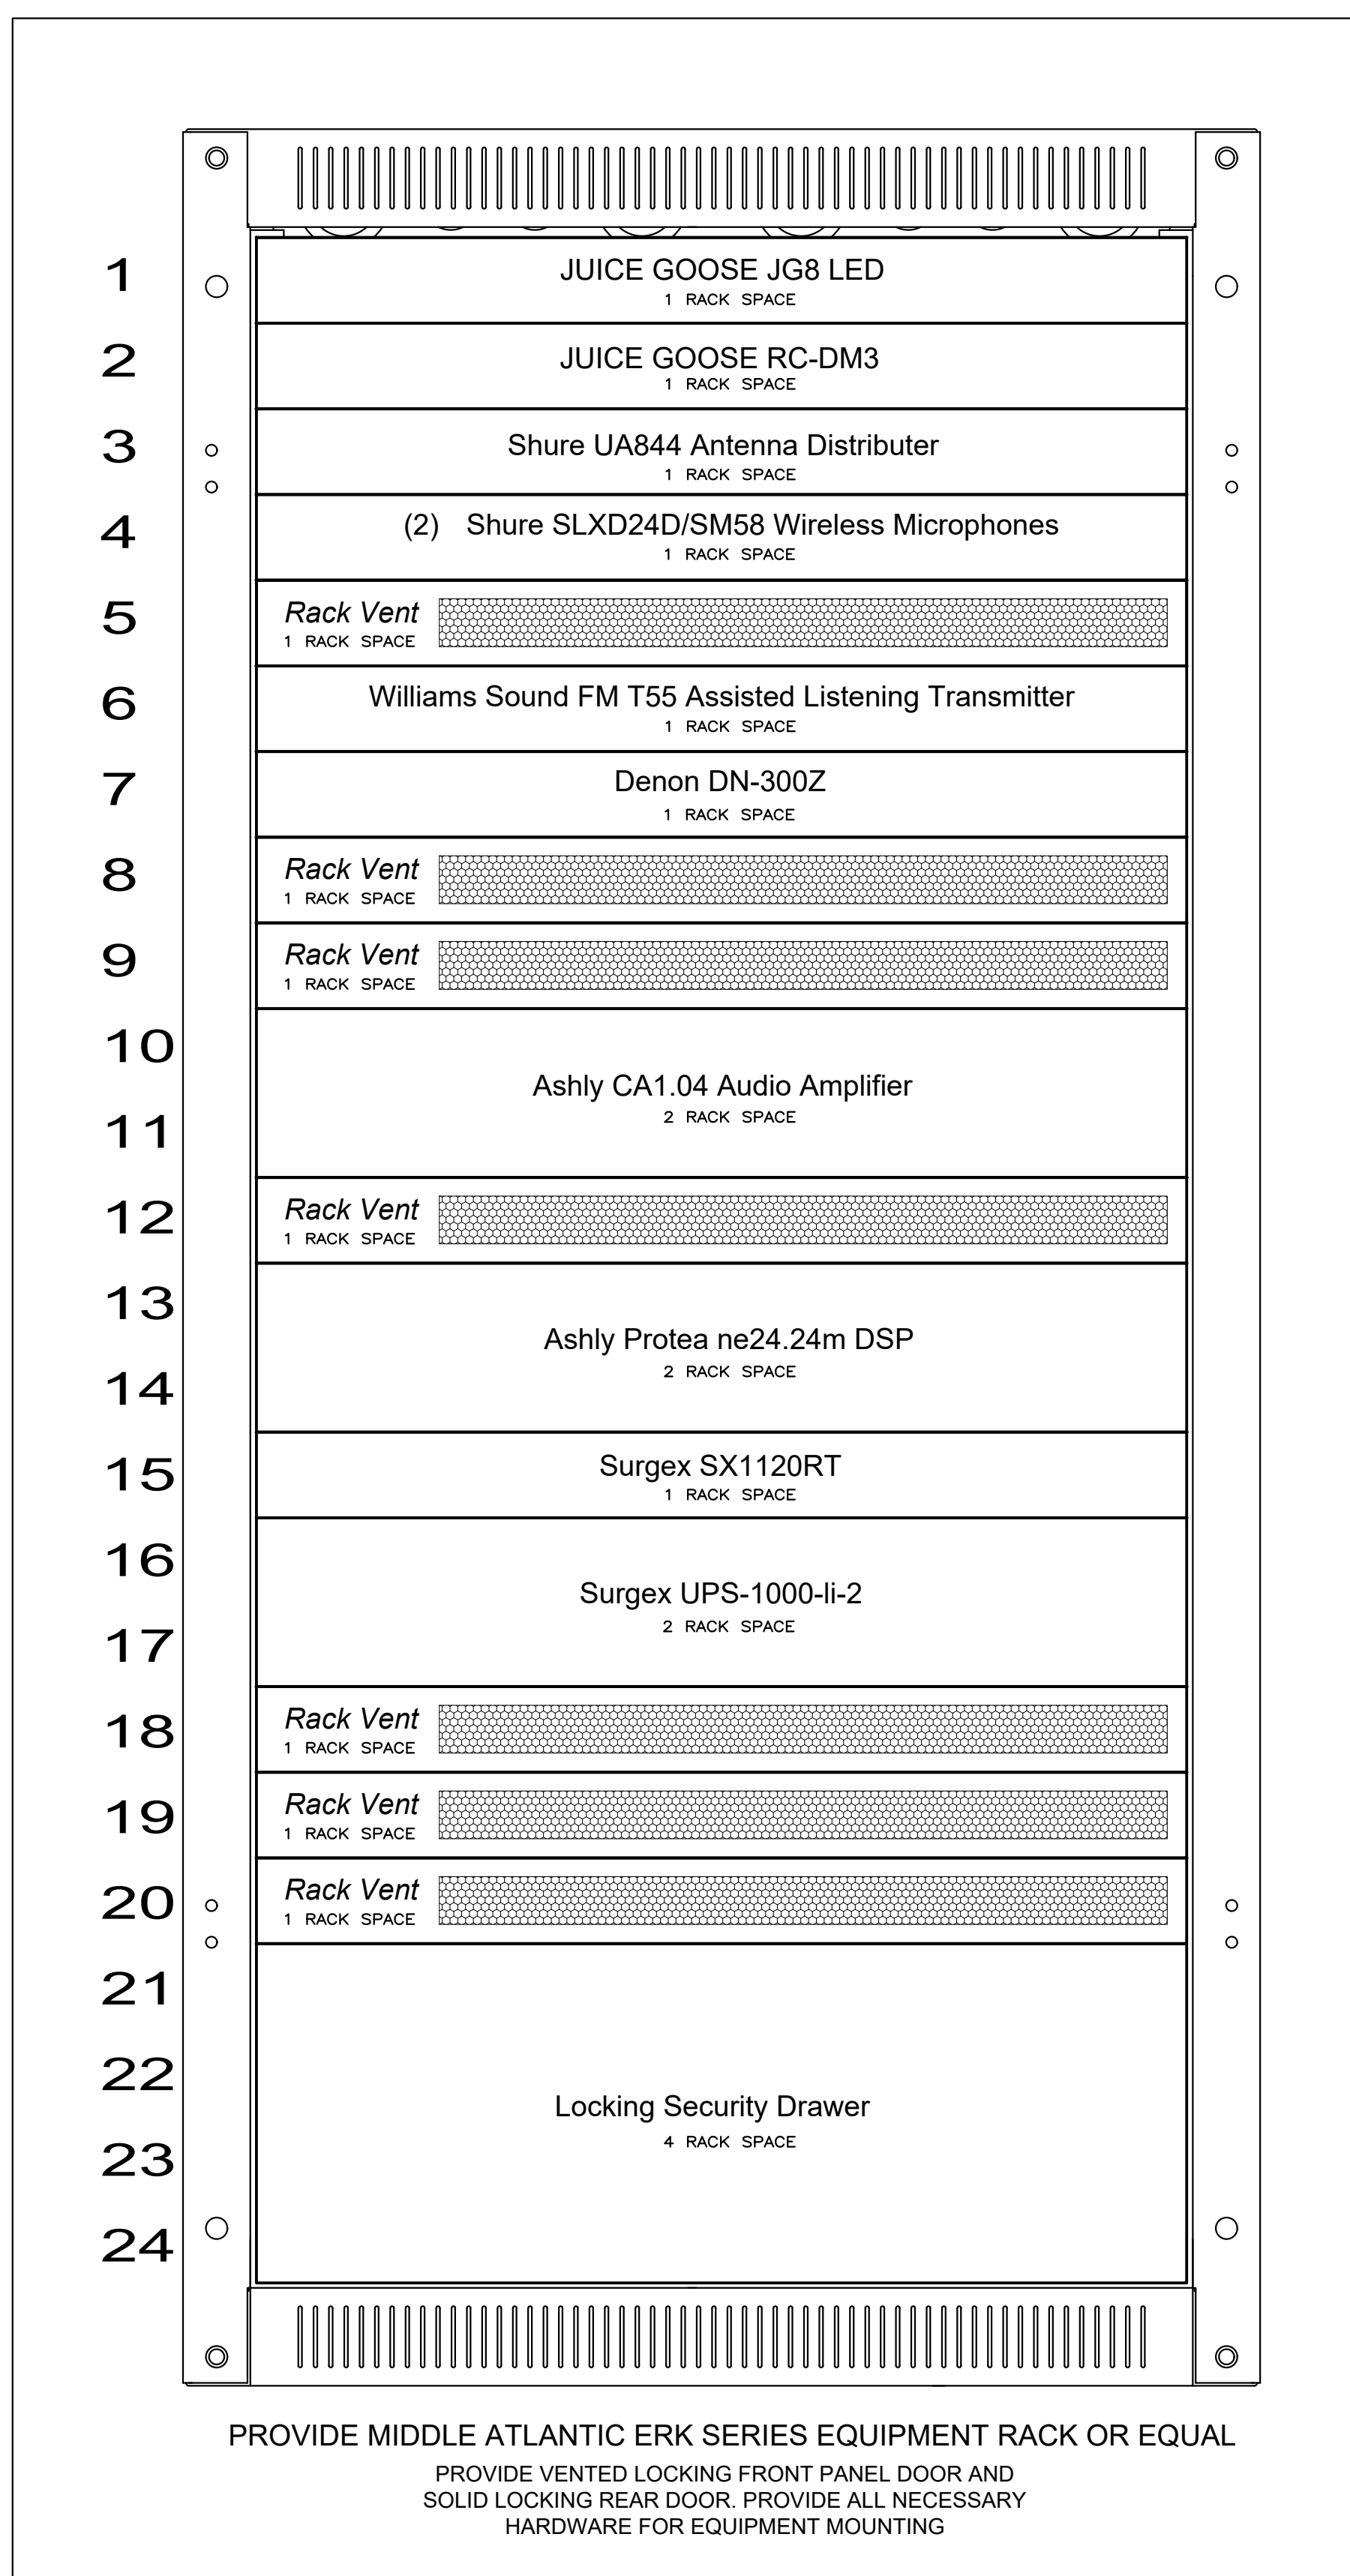 1
JUICE GOOSE JG8 LED
1 RACK SPACE
2
JUICE GOOSE RC-DM3
1 RACK SPACE
3
Shure UA844 Antenna Distributer
1 RACK SPACE
4
(2) Shure SLXD24D/SM58 Wireless Microphones
1 RACK SPACE
5
Rack Vent
1 RACK SPACE
6
Williams Sound FM T55 Assisted Listening Transmitter
1 RACK SPACE
7
Denon DN-300Z
1 RACK SPACE
8
Rack Vent
1 RACK SPACE
9
Rack Vent
1 RACK SPACE
10
11
Ashly CA1.04 Audio Amplifier
2 RACK SPACE
12
Rack Vent
1 RACK SPACE
13
14
Ashly Protea ne24.24m DSP
2 RACK SPACE
15
Surgex SX1120RT
1 RACK SPACE
16
17
Surgex UPS-1000-li-2
2 RACK SPACE
18
Rack Vent
1 RACK SPACE
19
Rack Vent
1 RACK SPACE
20
Rack Vent
1 RACK SPACE
21
22
23
24
Locking Security Drawer
4 RACK SPACE
PROVIDE MIDDLE ATLANTIC ERK SERIES EQUIPMENT RACK OR EQUAL
PROVIDE VENTED LOCKING FRONT PANEL DOOR AND
SOLID LOCKING REAR DOOR. PROVIDE ALL NECESSARY
HARDWARE FOR EQUIPMENT MOUNTING